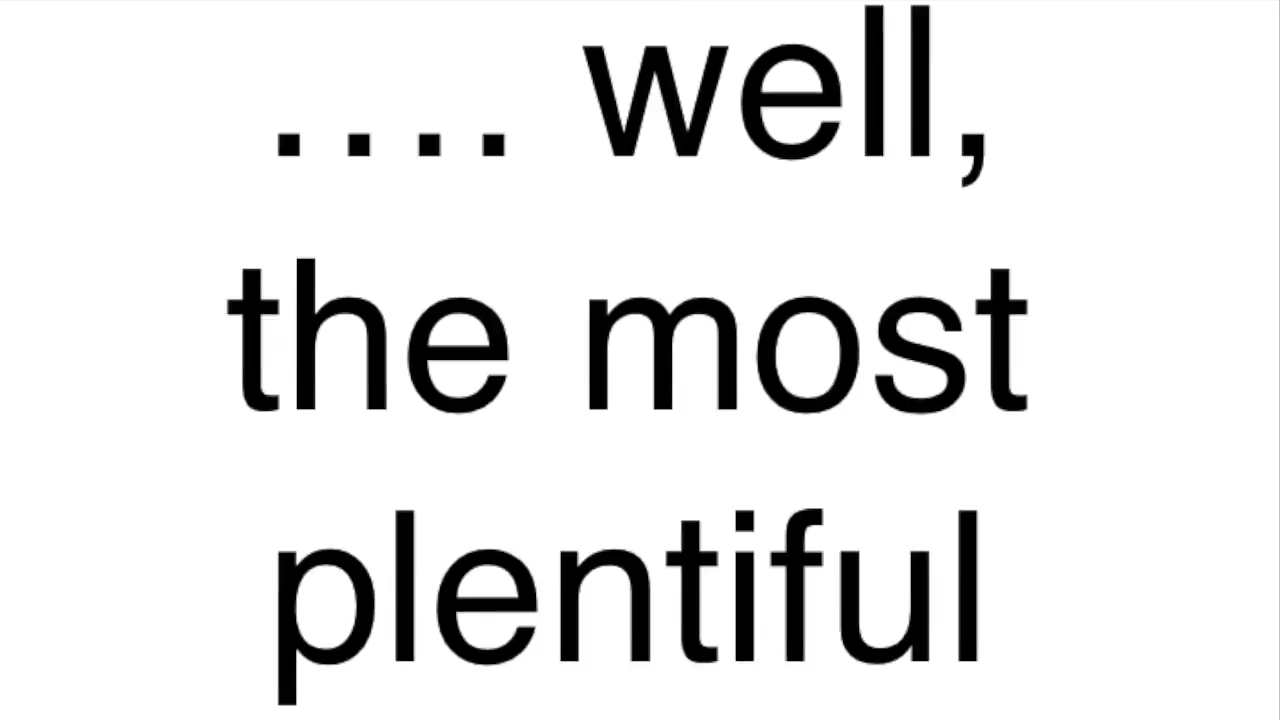 .... well,
the most
plentiful